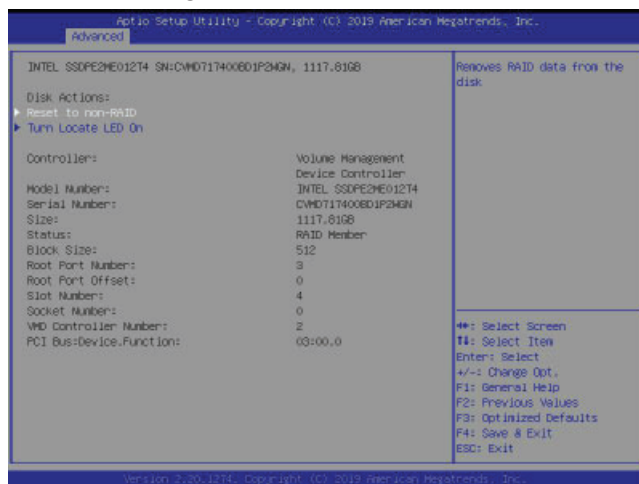 Aptio Setup Utility - Copyright (C) 2019 American Megatrends, Inc.
Advanced
INTEL SSDPE2ME012T4 SN:CVMD717400BD1P2MGN, 1117.81GB
Removes RAID data from the
disk
Disk Actions:
Reset to non-RAID
Turn Locate LED On
Controller: Volume Management
Device Controller
Model Number: INTEL SSDPE2ME012T4
Serial Number: CVMD717400BD1P2MGN
Size: 1117.81GB
Status: RAID Member
Block Size: 512
Root Port Number: 3
Root Port Offset: 0
Slot Number: 4
Socket Number: 0
VMD Controller Number: 2
PCI Bus:Device.Function: 03:00.0
: Select Screen
: Select Item
Enter: Select
+/-: Change Opt.
F1: General Help
F2: Previous Values
F3: Optimized Defaults
F4: Save & Exit
ESC: Exit
Version 2.20.1274. Copyright (C) 2019 American Megatrends, Inc.